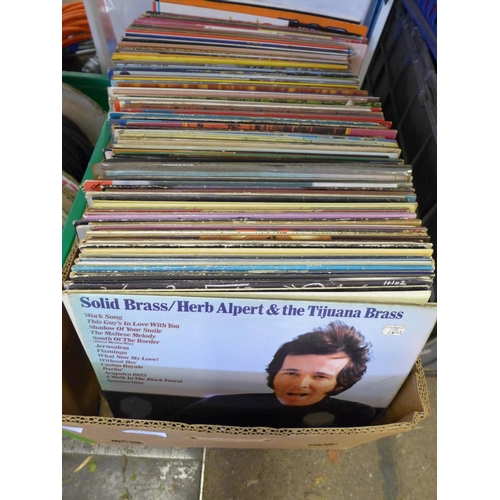 Solid Brass/Herb Alpert & the Tijuana Brass
Work Song
This Guy's In Love With You
Shadow Of Your Smile
The Maltese Melody
South Of The Border
Jerusalem
Flamingo
What Now My Love?
Without Her
Casino Royale
Acapulco 1922
A Walk In The Black Forest